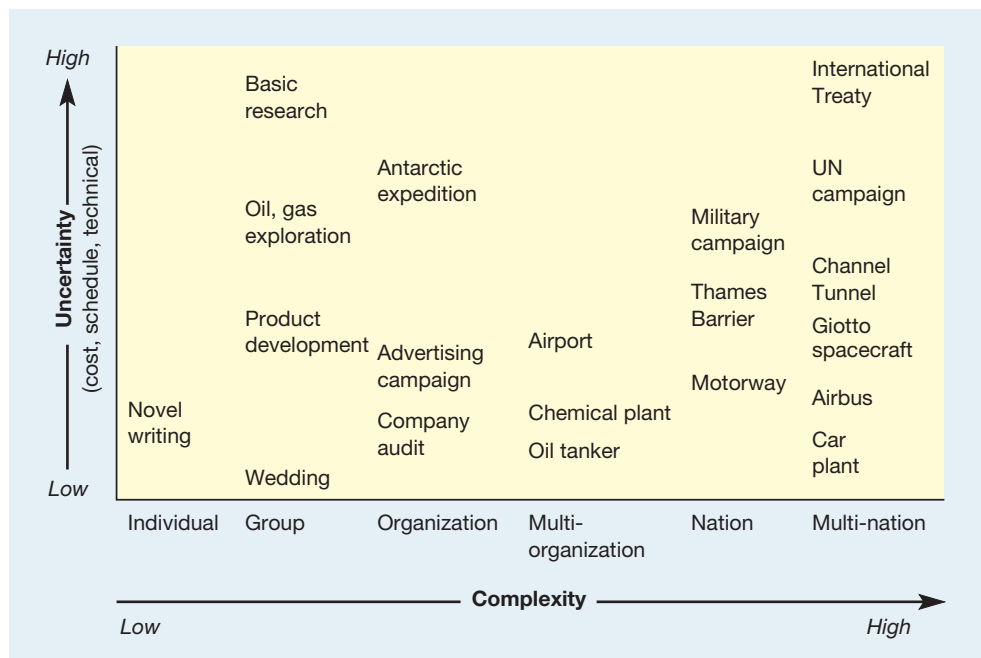 High
Uncertainty
(cost, schedule, technical)
Low
Basic
research
International
Treaty
Antarctic
expedition
UN
campaign
Oil, gas
exploration
Military
campaign
Channel
Tunnel
Thames
Barrier
Product
development
Giotto
spacecraft
Airport
Advertising
campaign
Motorway
Airbus
Novel
writing
Chemical plant
Company
audit
Oil tanker
Car
plant
Wedding
Individual
Group
Organization
Multi-
organization
Nation
Multi-nation
Complexity
Low
High